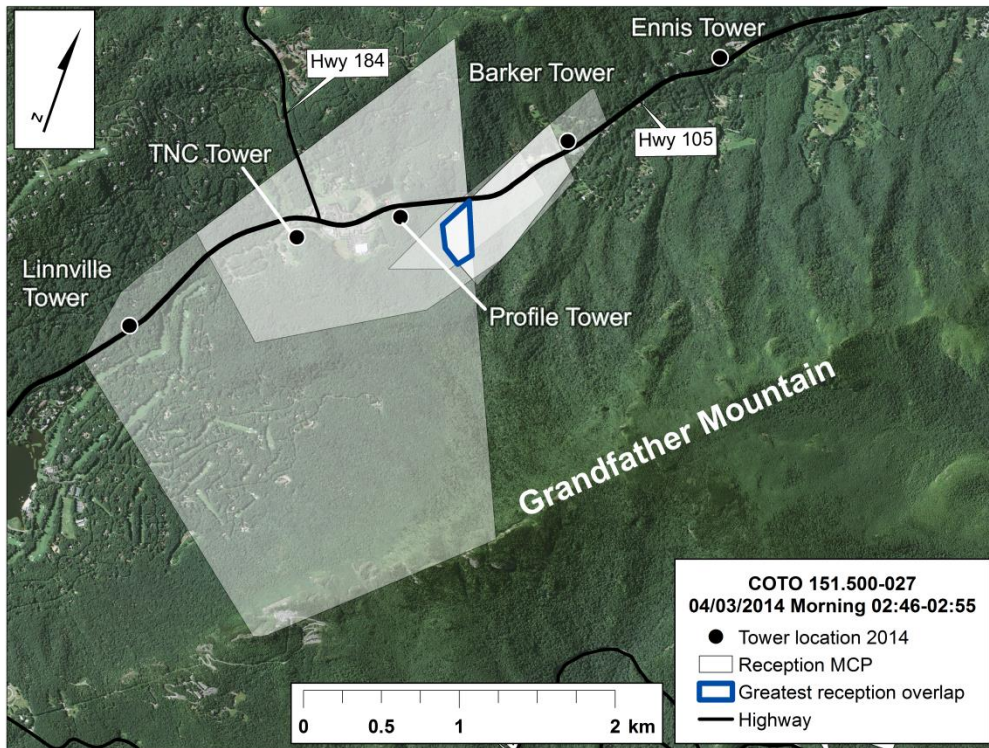 Ennis Tower
Hwy 184
Barker Tower
Hwy 105
TNC Tower
Linnville
Tower
Profile Tower
Grandfather Mountain
N
COTO 151.500-027
04/03/2014 Morning 02:46-02:55
Tower location 2014
Reception MCP
Greatest reception overlap
Highway
0 0.5 1 2 km